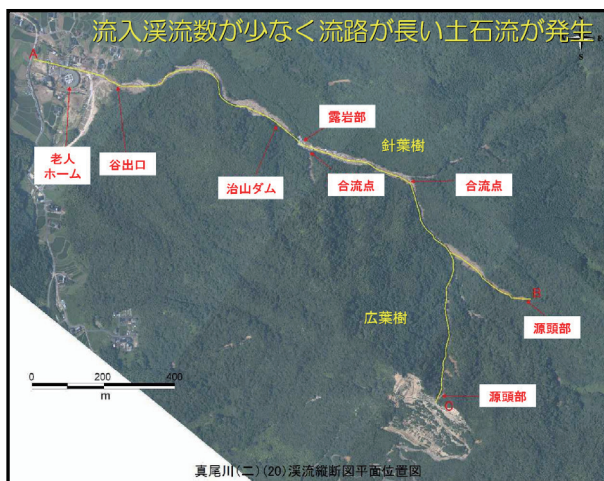 流入渓流数が少なく流路が長い土石流が発生
A
S
露岩部
針葉樹
老人
ホーム
谷出口
治山ダム
合流点
合流点
B
広葉樹
源頭部
0 200 400
m
源頭部
C
真尾川(二)(20)渓流縦断図平面位置図